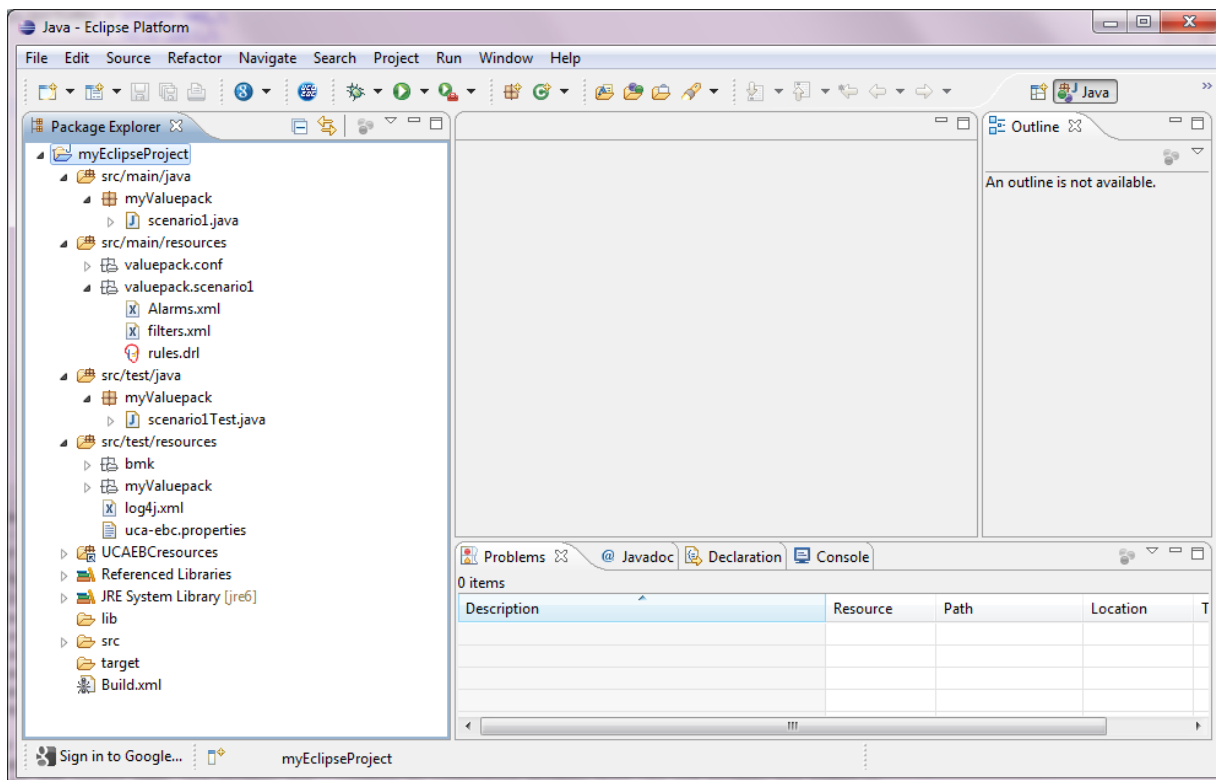 Java - Eclipse Platform
File Edit Source Refactor Navigate Search Project Run Window Help
Java
»
Package Explorer
myEclipseProject
src/main/java
myValuepack
scenario1.java
src/main/resources
valuepack.conf
valuepack.scenario1
Alarms.xml
filters.xml
rules.drl
src/test/java
myValuepack
scenario1Test.java
src/test/resources
bmk
myValuepack
log4j.xml
uca-ebc.properties
UCAEBCresources
Referenced Libraries
JRE System Library [jre6]
lib
src
target
Build.xml
Outline
An outline is not available.
Problems @ Javadoc Declaration Console
0 items
Description Resource Path Location T
Sign in to Google... myEclipseProject